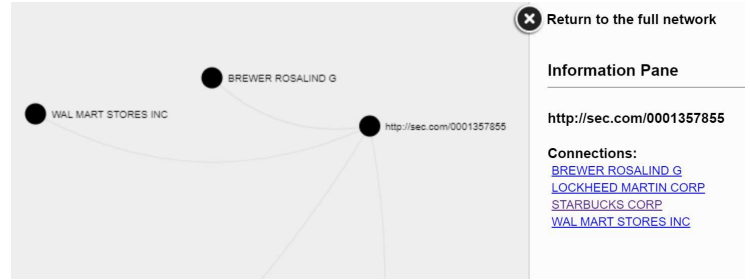 Return to the full network
BREWER ROSALIND G
WAL MART STORES INC
http://sec.com/0001357855
Information Pane
http://sec.com/0001357855
Connections:
BREWER ROSALIND G
LOCKHEED MARTIN CORP
STARBUCKS CORP
WAL MART STORES INC